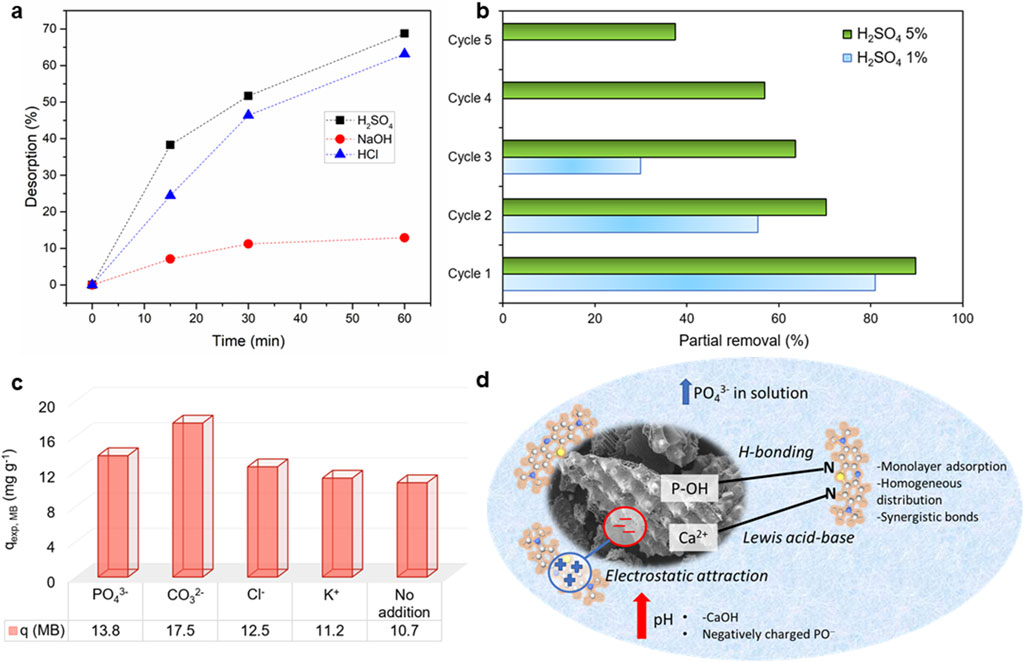 a
70
60
50
40
30
20
10
0
Desorption (%)
H₂SO₄
NaOH
HCl
0 10 20 30 40 50 60
Time (min)
b
H₂SO₄ 5%
H₂SO₄ 1%
Cycle 5
Cycle 4
Cycle 3
Cycle 2
Cycle 1
0 20 40 60 80 100
Partial removal (%)
c
20
16
12
8
4
0
qexp, MB (mg g⁻¹)
PO₄³⁻ CO₃²⁻ Cl⁻ K⁺ No
addition
q (MB) 13.8 17.5 12.5 11.2 10.7
d
PO₄³⁻ in solution
H-bonding
P-OH
Ca²⁺
N
N
Lewis acid-base
-Monolayer adsorption
-Homogeneous
distribution
-Synergistic bonds
Electrostatic attraction
pH
• -CaOH
• Negatively charged PO⁻